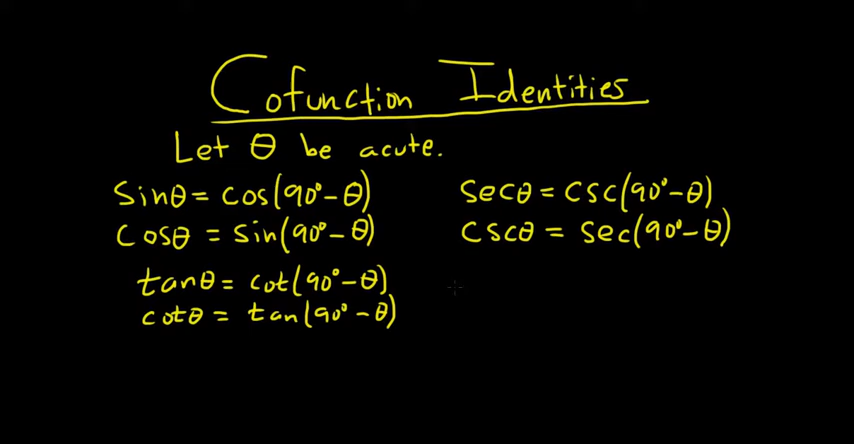 Cofunction Identities
Let θ be acute.
Sinθ = cos(90° - θ)
Cosθ = sin(90° - θ)
tanθ = cot(90° - θ)
cotθ = tan(90° - θ)
Secθ = csc(90° - θ)
cscθ = sec(90° - θ)